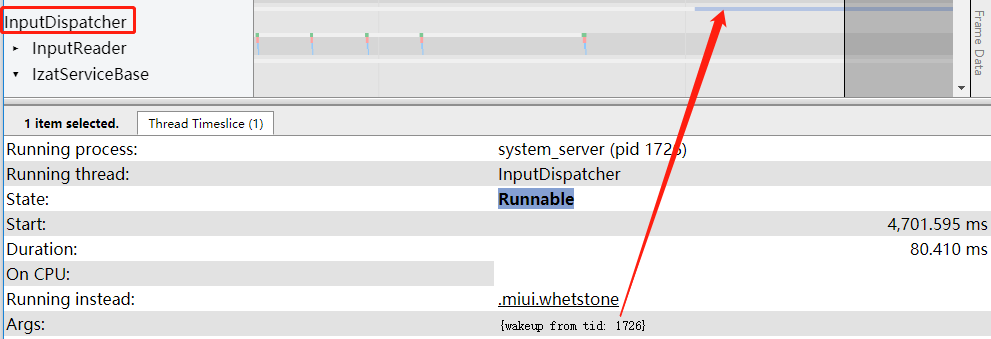 InputDispatcher
InputReader
IzatServiceBase
Frame Data
1 item selected.
Thread Timeslice (1)
Running process: system_server (pid 1726)
Running thread: InputDispatcher
State: Runnable
Start: 4,701.595 ms
Duration: 80.410 ms
On CPU:
Running instead: .miui.whetstone
Args: {wakeup from tid: 1726}